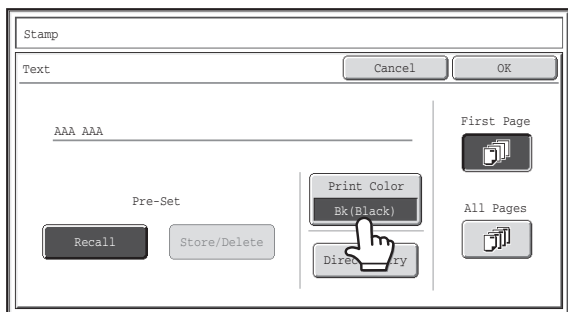 Stamp
Text Cancel OK
AAA AAA
First Page
Pre-Set
Print Color
Bk(Black)
All Pages
Recall Store/Delete